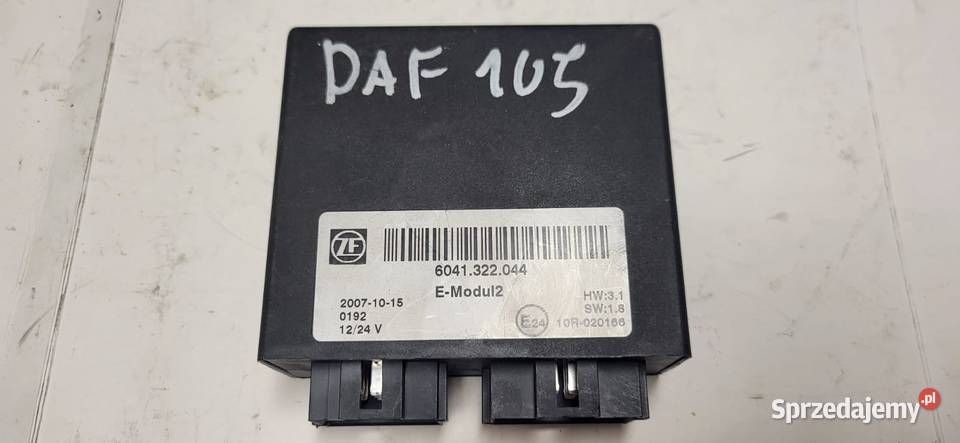 DAF 105
ZF
6041.322.044
E-Modul2
2007-10-15
0192
12/24 V
HW:3.1
SW:1.8
E24 10R-020166
Sprzedajemy.pl